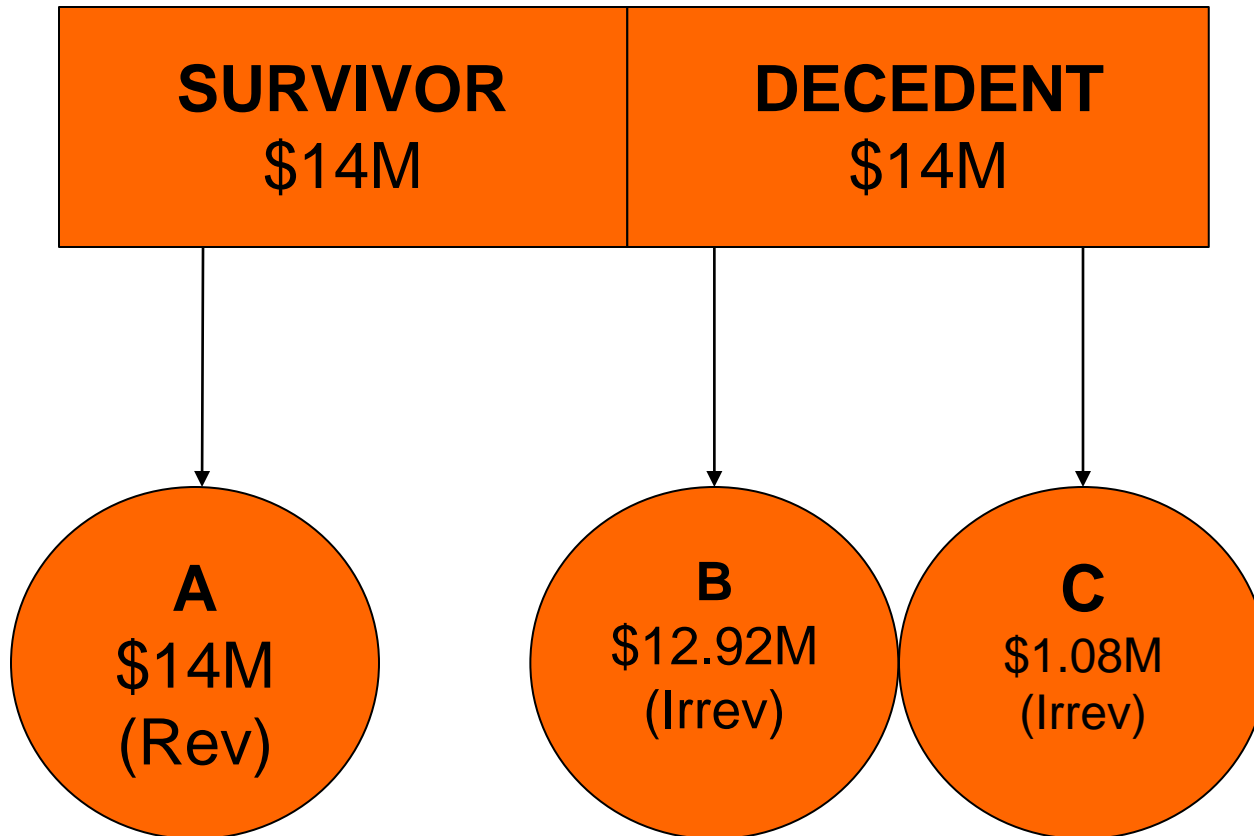 SURVIVOR
$14M
DECEDENT
$14M
A
$14M
(Rev)
B
$12.92M
(Irrev)
C
$1.08M
(Irrev)